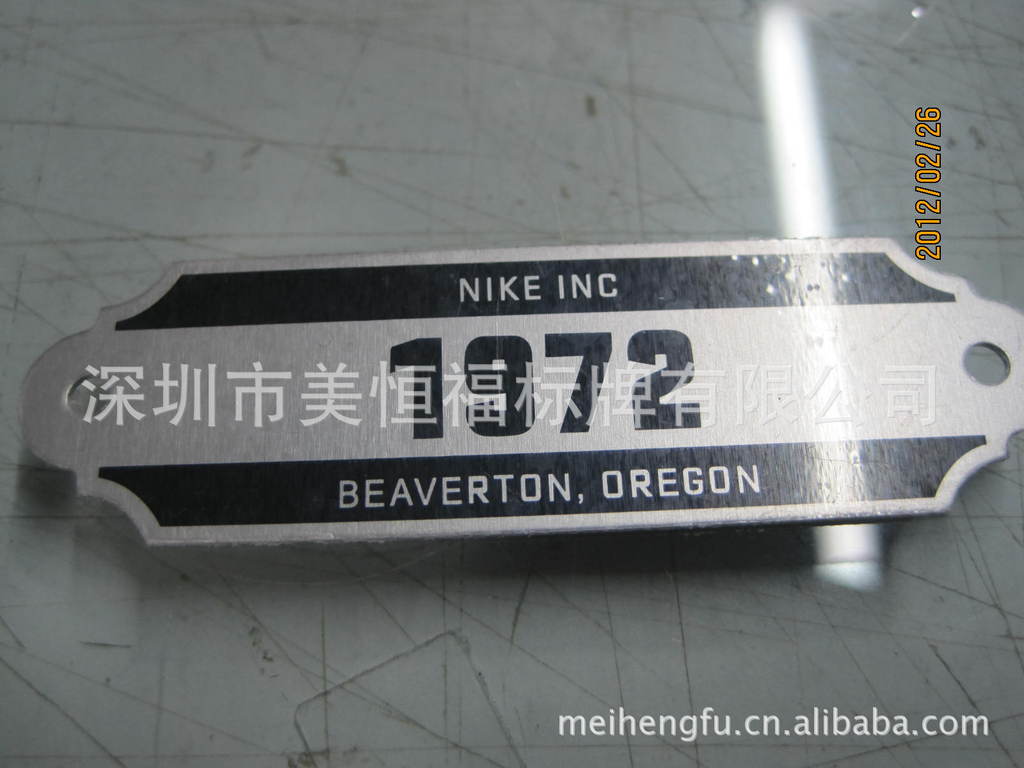 2012/02/26
NIKE INC
1972
深圳市美恒福标牌有限公司
BEAVERTON, OREGON
meihengfu.cn.alibaba.com